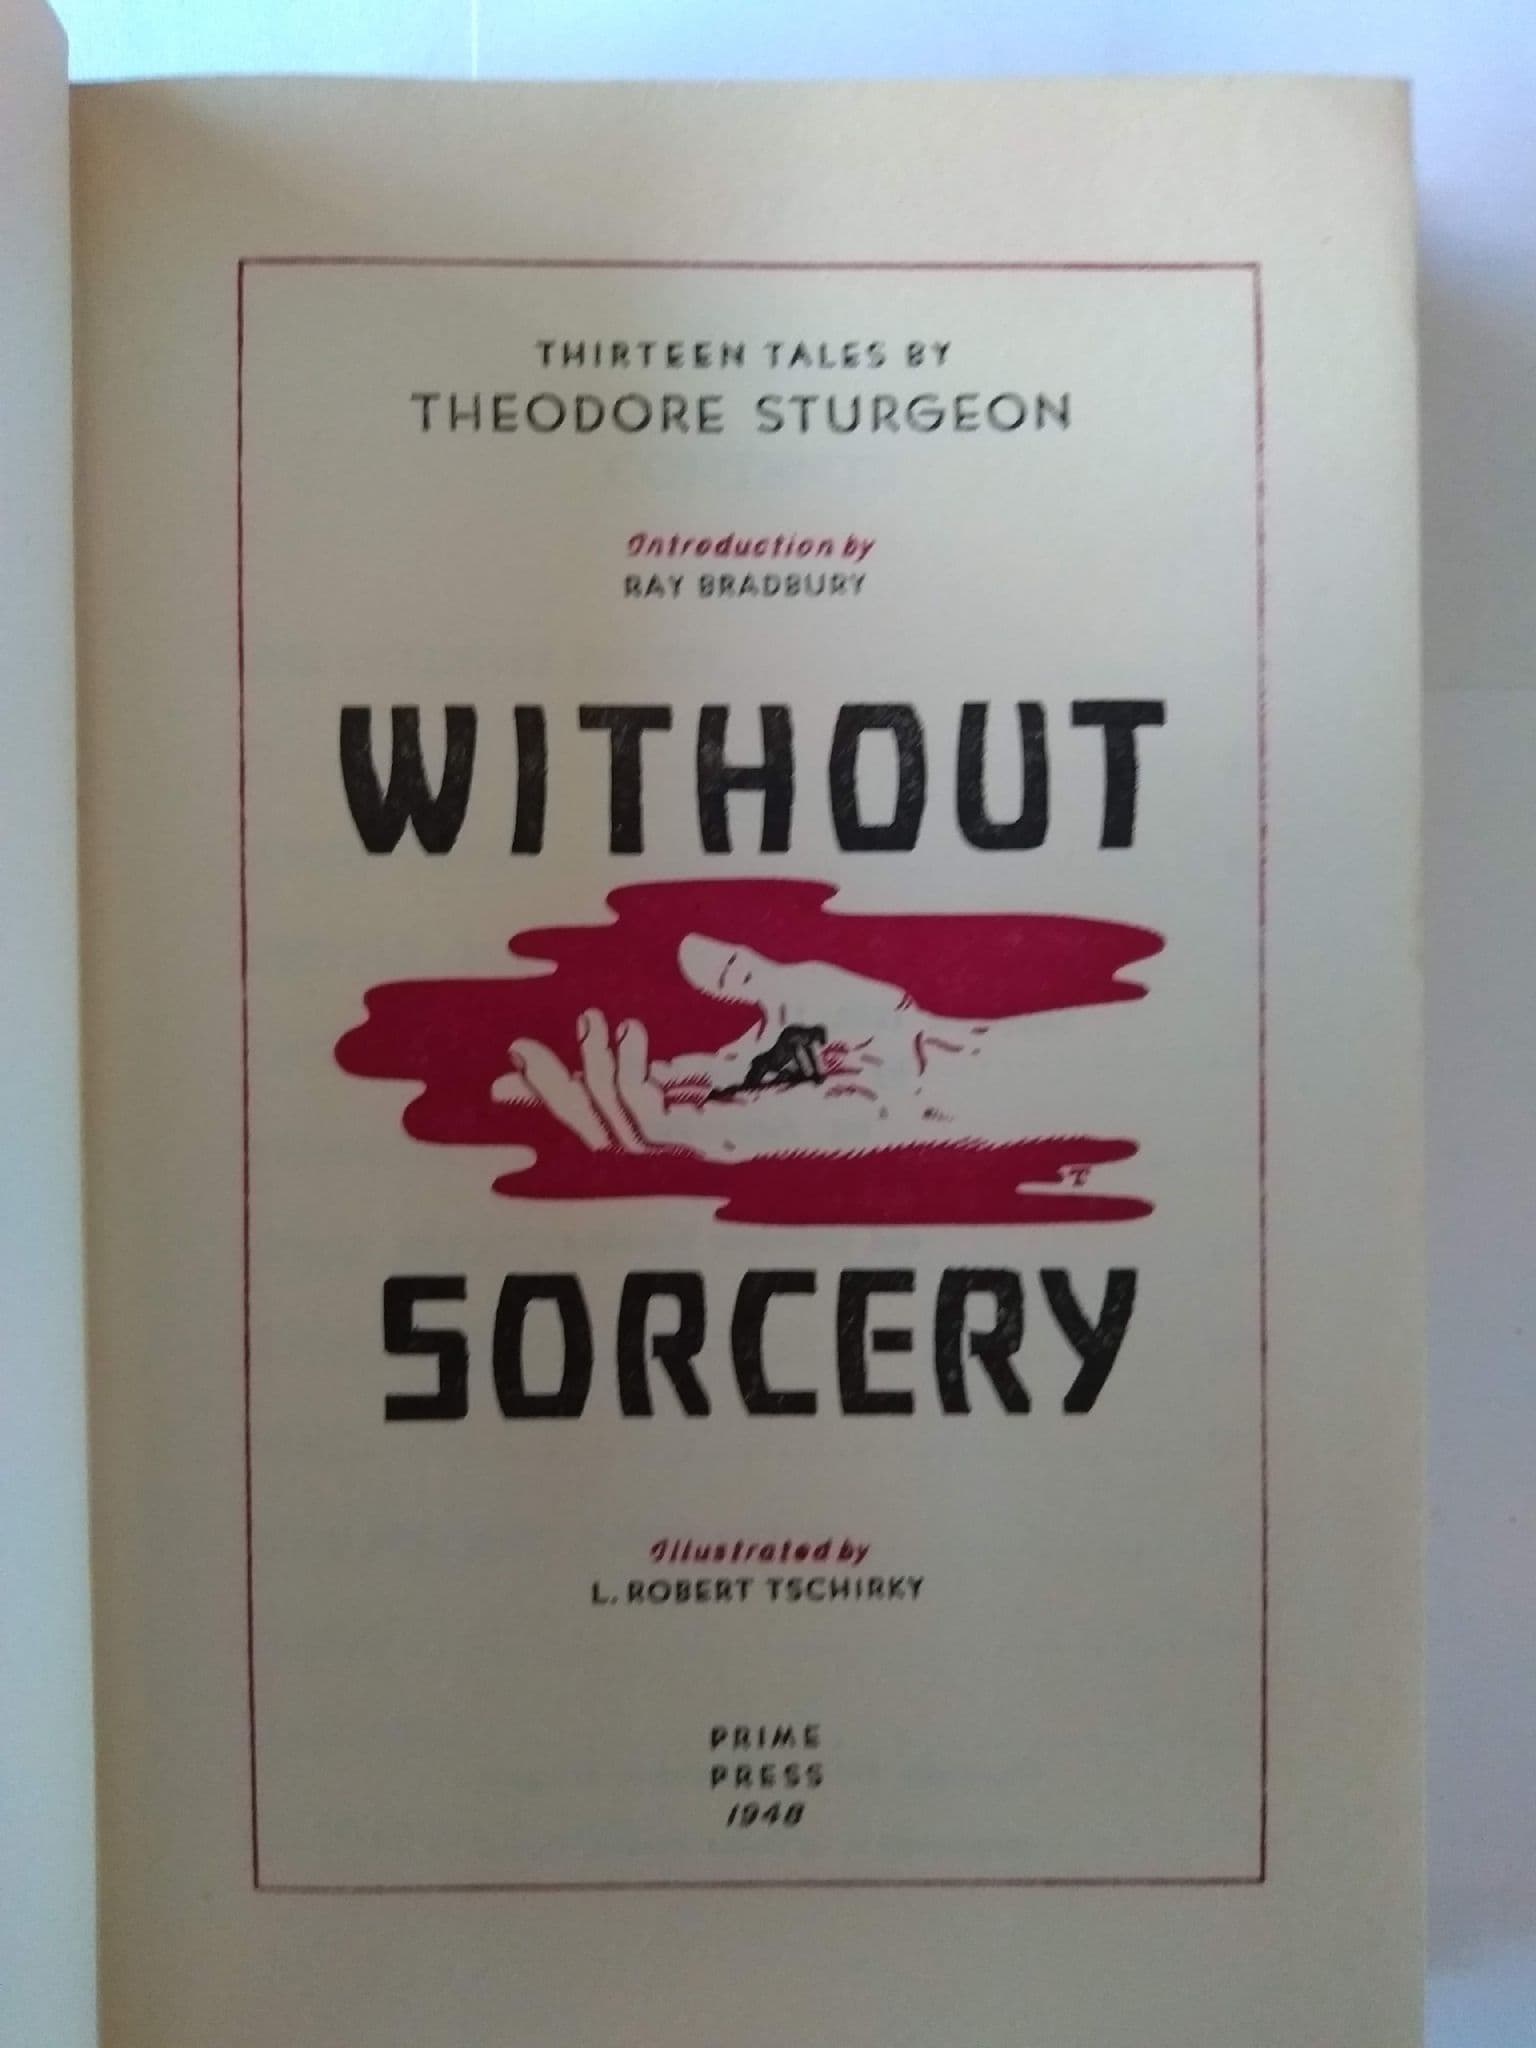 THIRTEEN TALES BY
THEODORE STURGEON
Introduction by
RAY BRADBURY
WITHOUT
T
SORCERY
Illustrated by
L. ROBERT TSCHIRKY
PRIME
PRESS
1948